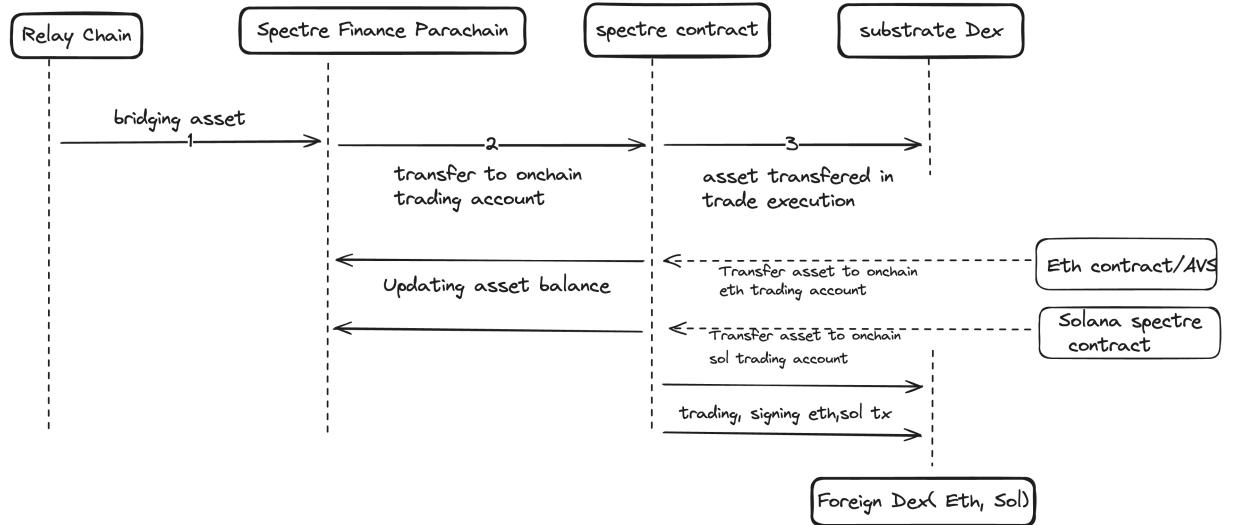 Relay Chain
Spectre Finance Parachain
spectre contract
substrate Dex
bridging asset
1
2
3
transfer to onchain
trading account
asset transfered in
trade execution
Eth contract/AVS
Transfer asset to onchain
eth trading account
Updating asset balance
Solana spectre
contract
Transfer asset to onchain
sol trading account
trading, signing eth,sol tx
Foreign Dex( Eth, Sol)